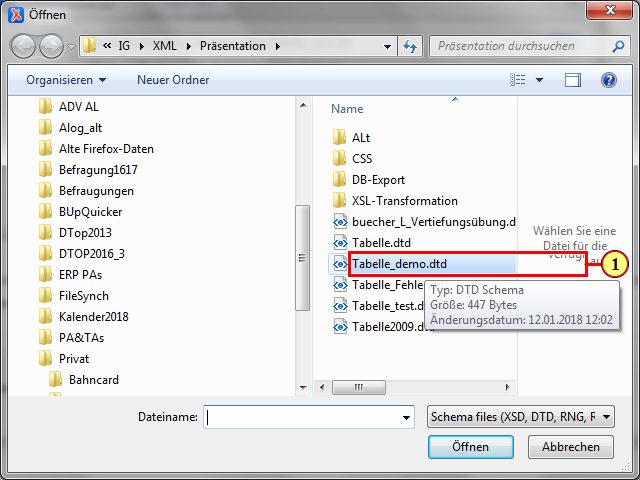 Öffnen
IG XML Präsentation
Präsentation durchsuchen
Organisieren Neuer Ordner
ADV AL
Alog_alt
Alte Firefox-Daten
Befragung1617
Befraugungen
BUpQuicker
DTop2013
DTOP2016_3
ERP PAs
FileSynch
Kalender2018
PA&TAs
Privat
Bahncard
Name
ALt
CSS
DB-Export
XSL-Transformation
buecher_L_Vertiefungsübung.d
Tabelle.dtd
Tabelle_demo.dtd
Tabelle_Fehle
Tabelle_test.d
Tabelle2009.dtd
Wählen Sie eine
Datei für die
1
Typ: DTD Schema
Größe: 447 Bytes
Änderungsdatum: 12.01.2018 12:02
Dateiname:
Schema files (XSD, DTD, RNG, R
Öffnen Abbrechen